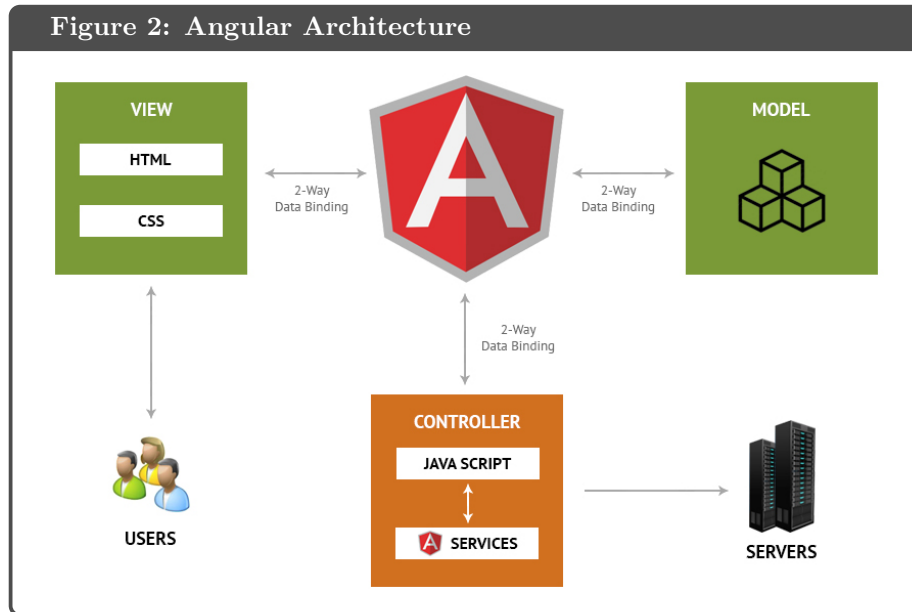 Figure 2: Angular Architecture
VIEW
HTML
CSS
2-Way
Data Binding
A
2-Way
Data Binding
MODEL
2-Way
Data Binding
USERS
CONTROLLER
JAVA SCRIPT
A SERVICES
SERVERS